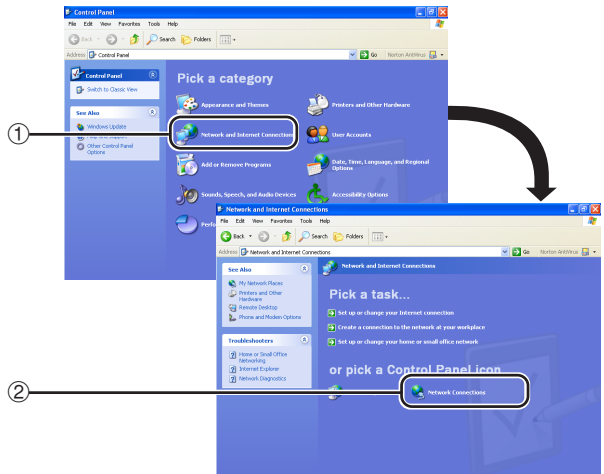 Control Panel
File Edit View Favorites Tools Help
Back Search Folders
Address Control Panel Go Norton AntiVirus
Control Panel
Switch to Classic View
See Also
Windows Update
Help and Support
Other Control Panel
Options
Pick a category
Appearance and Themes
Printers and Other Hardware
Network and Internet Connections
User Accounts
Add or Remove Programs
Date, Time, Language, and Regional
Options
Sounds, Speech, and Audio Devices
Accessibility Options
1
Network and Internet Connections
File Edit View Favorites Tools Help
Back Search Folders
Address Network and Internet Connections Go Norton AntiVirus
See Also
My Network Places
Printers and Other
Hardware
Remote Desktop
Phone and Modem Options
Troubleshooters
Home or Small Office
Networking
Internet Explorer
Network Diagnostics
Network and Internet Connections
Pick a task...
Set up or change your Internet connection
Create a connection to the network at your workplace
Set up or change your home or small office network
or pick a Control Panel icon
Network Connections
2